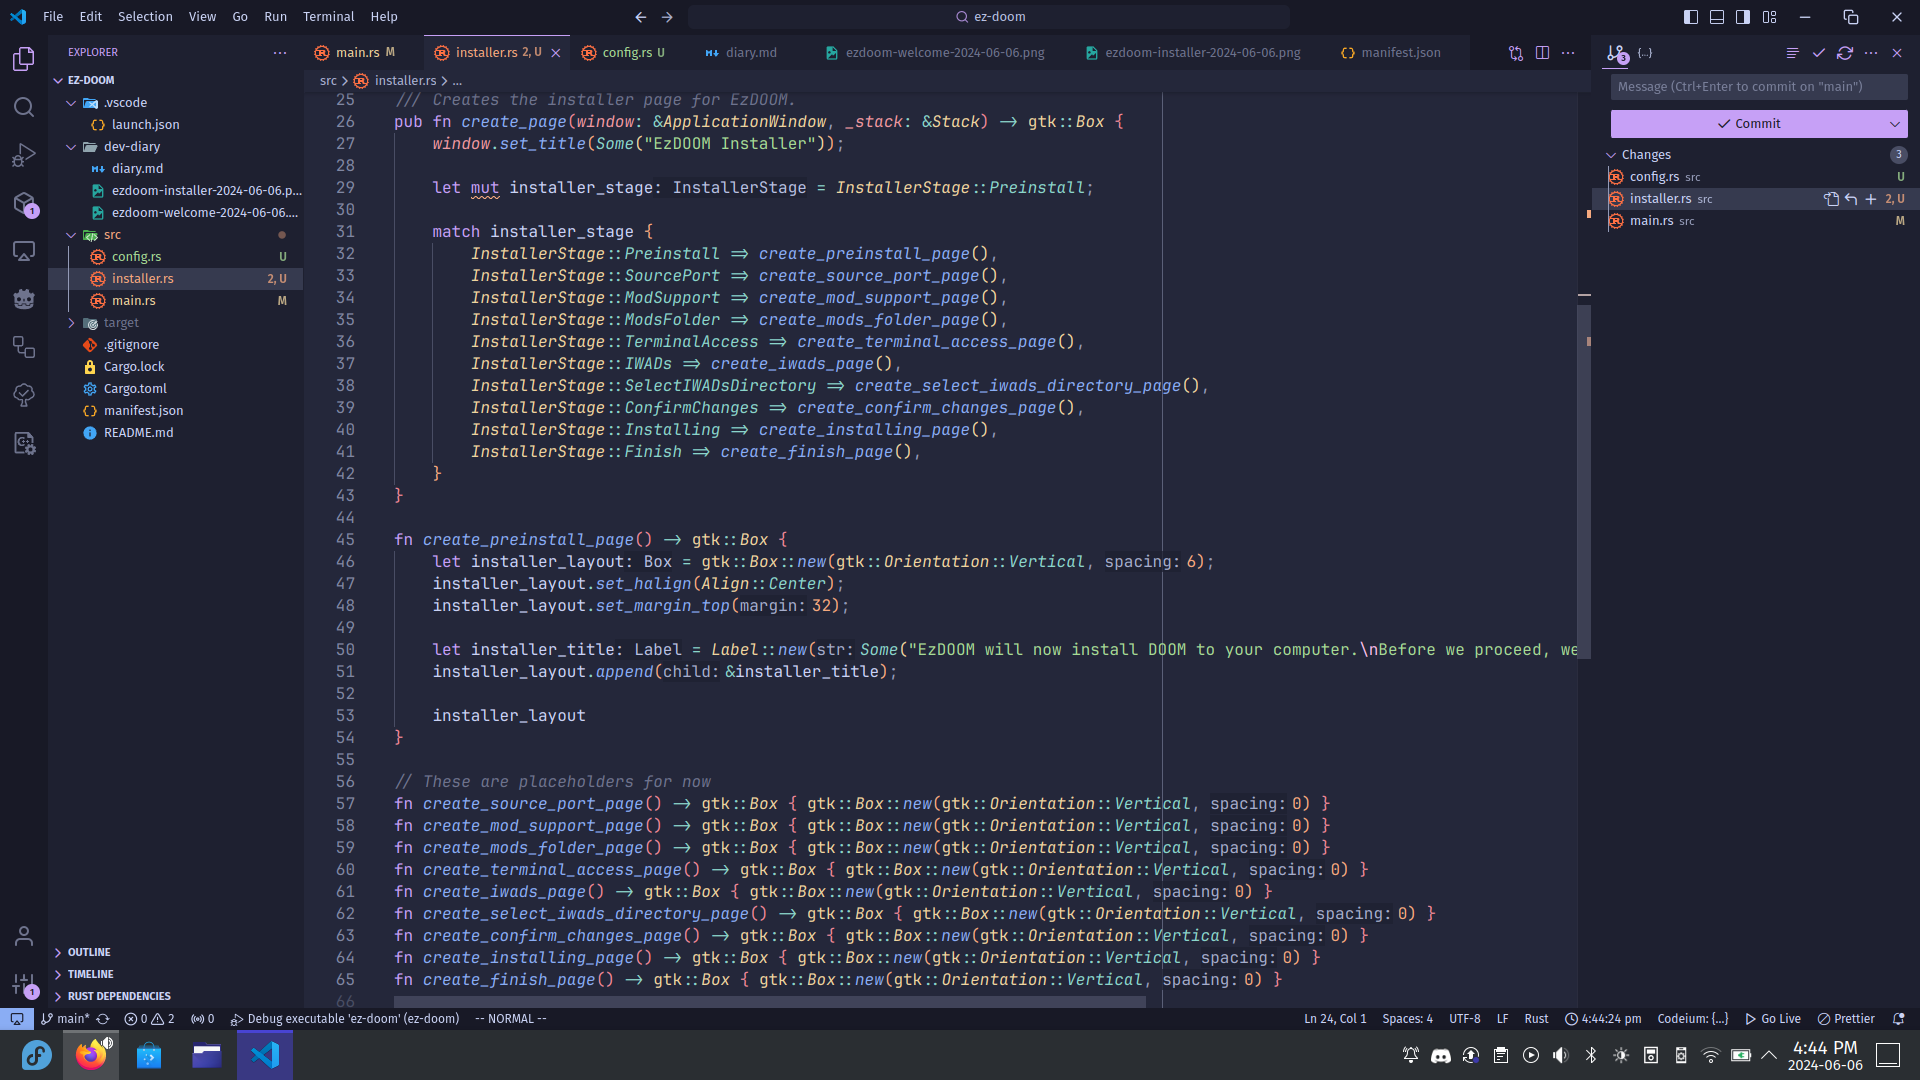 File Edit Selection View Go Run Terminal Help
ez-doom
EXPLORER
EZ-DOOM
.vscode
launch.json
dev-diary
diary.md
ezdoom-installer-2024-06-06.p...
ezdoom-welcome-2024-06-06....
src
config.rs U
installer.rs 2, U
main.rs M
target
.gitignore
Cargo.lock
Cargo.toml
manifest.json
README.md
OUTLINE
TIMELINE
RUST DEPENDENCIES
main.rs M
installer.rs 2, U
config.rs U
diary.md
ezdoom-welcome-2024-06-06.png
ezdoom-installer-2024-06-06.png
manifest.json
src > installer.rs > ...
25 /// Creates the installer page for EzDOOM.
26 pub fn create_page(window: &ApplicationWindow, _stack: &Stack) -> gtk::Box {
27 window.set_title(Some("EzDOOM Installer"));
28
29 let mut installer_stage: InstallerStage = InstallerStage::Preinstall;
30
31 match installer_stage {
32 InstallerStage::Preinstall => create_preinstall_page(),
33 InstallerStage::SourcePort => create_source_port_page(),
34 InstallerStage::ModSupport => create_mod_support_page(),
35 InstallerStage::ModsFolder => create_mods_folder_page(),
36 InstallerStage::TerminalAccess => create_terminal_access_page(),
37 InstallerStage::IWADs => create_iwads_page(),
38 InstallerStage::SelectIWADsDirectory => create_select_iwads_directory_page(),
39 InstallerStage::ConfirmChanges => create_confirm_changes_page(),
40 InstallerStage::Installing => create_installing_page(),
41 InstallerStage::Finish => create_finish_page(),
42 }
43 }
44
45 fn create_preinstall_page() -> gtk::Box {
46 let installer_layout: Box = gtk::Box::new(gtk::Orientation::Vertical, spacing: 6);
47 installer_layout.set_halign(Align::Center);
48 installer_layout.set_margin_top(margin: 32);
49
50 let installer_title: Label = Label::new(str: Some("EzDOOM will now install DOOM to your computer.\nBefore we proceed, we
51 installer_layout.append(child: &installer_title);
52
53 installer_layout
54 }
55
56 // These are placeholders for now
57 fn create_source_port_page() -> gtk::Box { gtk::Box::new(gtk::Orientation::Vertical, spacing: 0) }
58 fn create_mod_support_page() -> gtk::Box { gtk::Box::new(gtk::Orientation::Vertical, spacing: 0) }
59 fn create_mods_folder_page() -> gtk::Box { gtk::Box::new(gtk::Orientation::Vertical, spacing: 0) }
60 fn create_terminal_access_page() -> gtk::Box { gtk::Box::new(gtk::Orientation::Vertical, spacing: 0) }
61 fn create_iwads_page() -> gtk::Box { gtk::Box::new(gtk::Orientation::Vertical, spacing: 0) }
62 fn create_select_iwads_directory_page() -> gtk::Box { gtk::Box::new(gtk::Orientation::Vertical, spacing: 0) }
63 fn create_confirm_changes_page() -> gtk::Box { gtk::Box::new(gtk::Orientation::Vertical, spacing: 0) }
64 fn create_installing_page() -> gtk::Box { gtk::Box::new(gtk::Orientation::Vertical, spacing: 0) }
65 fn create_finish_page() -> gtk::Box { gtk::Box::new(gtk::Orientation::Vertical, spacing: 0) }
66
3 {...}
Message (Ctrl+Enter to commit on "main")
Commit
Changes 3
config.rs src U
installer.rs src 2, U
main.rs src M
1
1
main* 0 2 0 Debug executable 'ez-doom' (ez-doom) -- NORMAL --
Ln 24, Col 1 Spaces: 4 UTF-8 LF Rust 4:44:24 pm Codeium: {...} Go Live Prettier
4:44 PM
2024-06-06